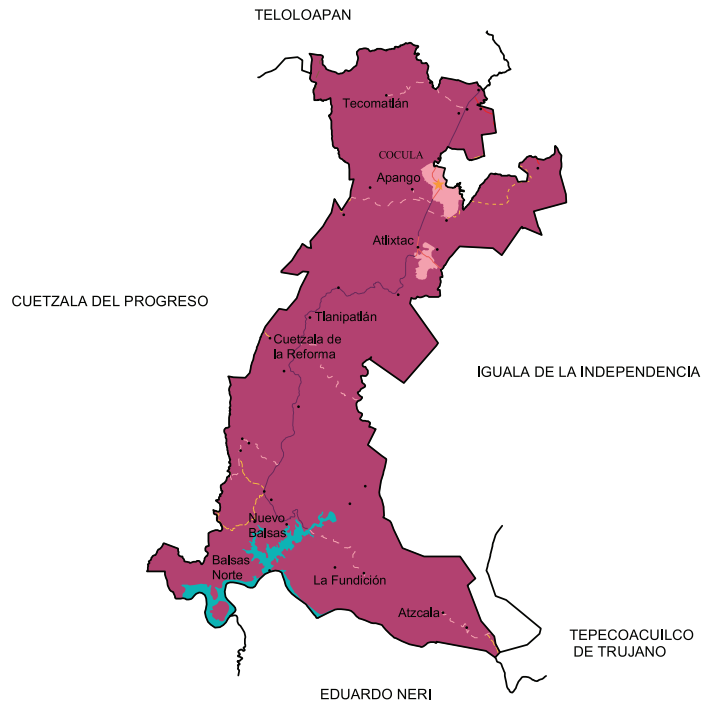 TELOLOAPAN
Tecomatlán
COCULA
Apango
Atlixtac
CUETZALA DEL PROGRESO
Tlanipatlán
Cuetzala de
la Reforma
IGUALA DE LA INDEPENDENCIA
Nuevo
Balsas
Balsas
Norte
La Fundición
Atzcala
TEPECOACUILCO
DE TRUJANO
EDUARDO NERI